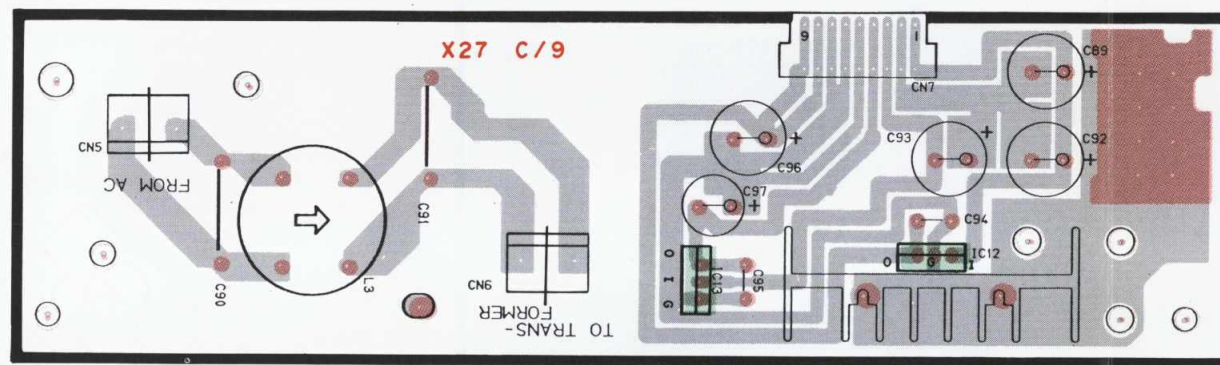 X27 C/9
9
1
C89
+
CN7
CN5
FROM AC
C96
+
C93
+
C92
+
C97
+
C91
C94
O
I
G
IC13
C95
O
G
I
IC12
C90
L3
CN6
TO TRANS-
FORMER